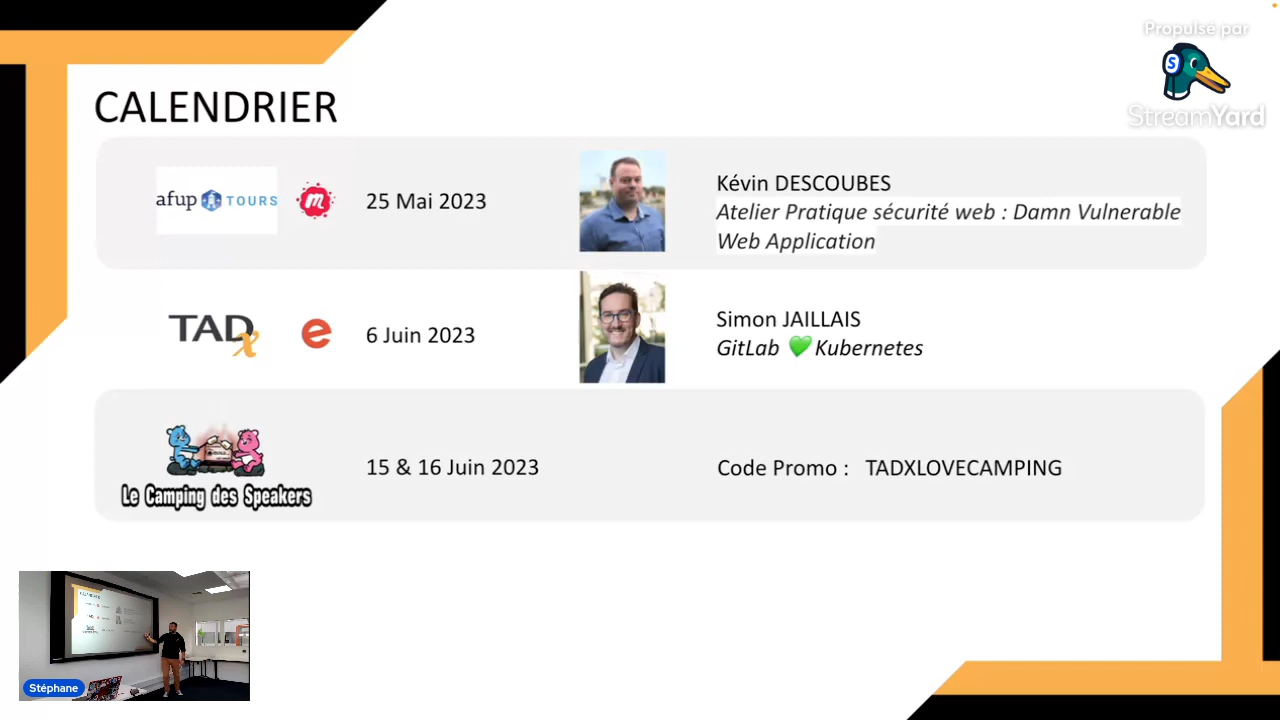 Propulsé par
S
StreamYard
CALENDRIER
afup TOURS
m
25 Mai 2023
Kévin DESCOUBES
Atelier Pratique sécurité web : Damn Vulnerable
Web Application
TADx
e
6 Juin 2023
Simon JAILLAIS
GitLab 💚 Kubernetes
Le Camping des Speakers
15 & 16 Juin 2023
Code Promo : TADXLOVECAMPING
Stéphane